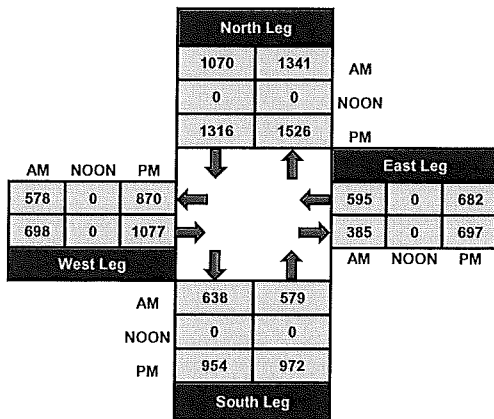 North Leg
1070 1341 AM
0 0 NOON
1316 1526 PM
AM NOON PM
578 0 870
698 0 1077
West Leg
East Leg
595 0 682
385 0 697
AM NOON PM
AM 638 579
NOON 0 0
PM 954 972
South Leg